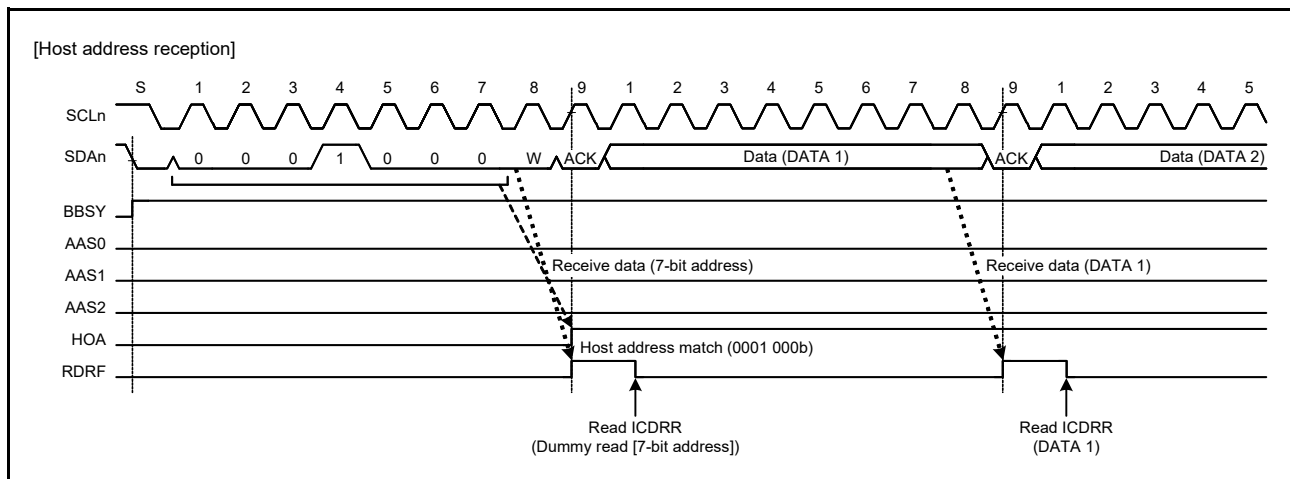 [Host address reception]
S 1 2 3 4 5 6 7 8 9 1 2 3 4 5 6 7 8 9 1 2 3 4 5
SCLn
SDAn 0 0 0 1 0 0 0 W ACK Data (DATA 1) ACK Data (DATA 2)
BBSY
AAS0
AAS1 Receive data (7-bit address) Receive data (DATA 1)
AAS2
HOA Host address match (0001 000b)
RDRF
Read ICDRR Read ICDRR
(Dummy read [7-bit address]) (DATA 1)